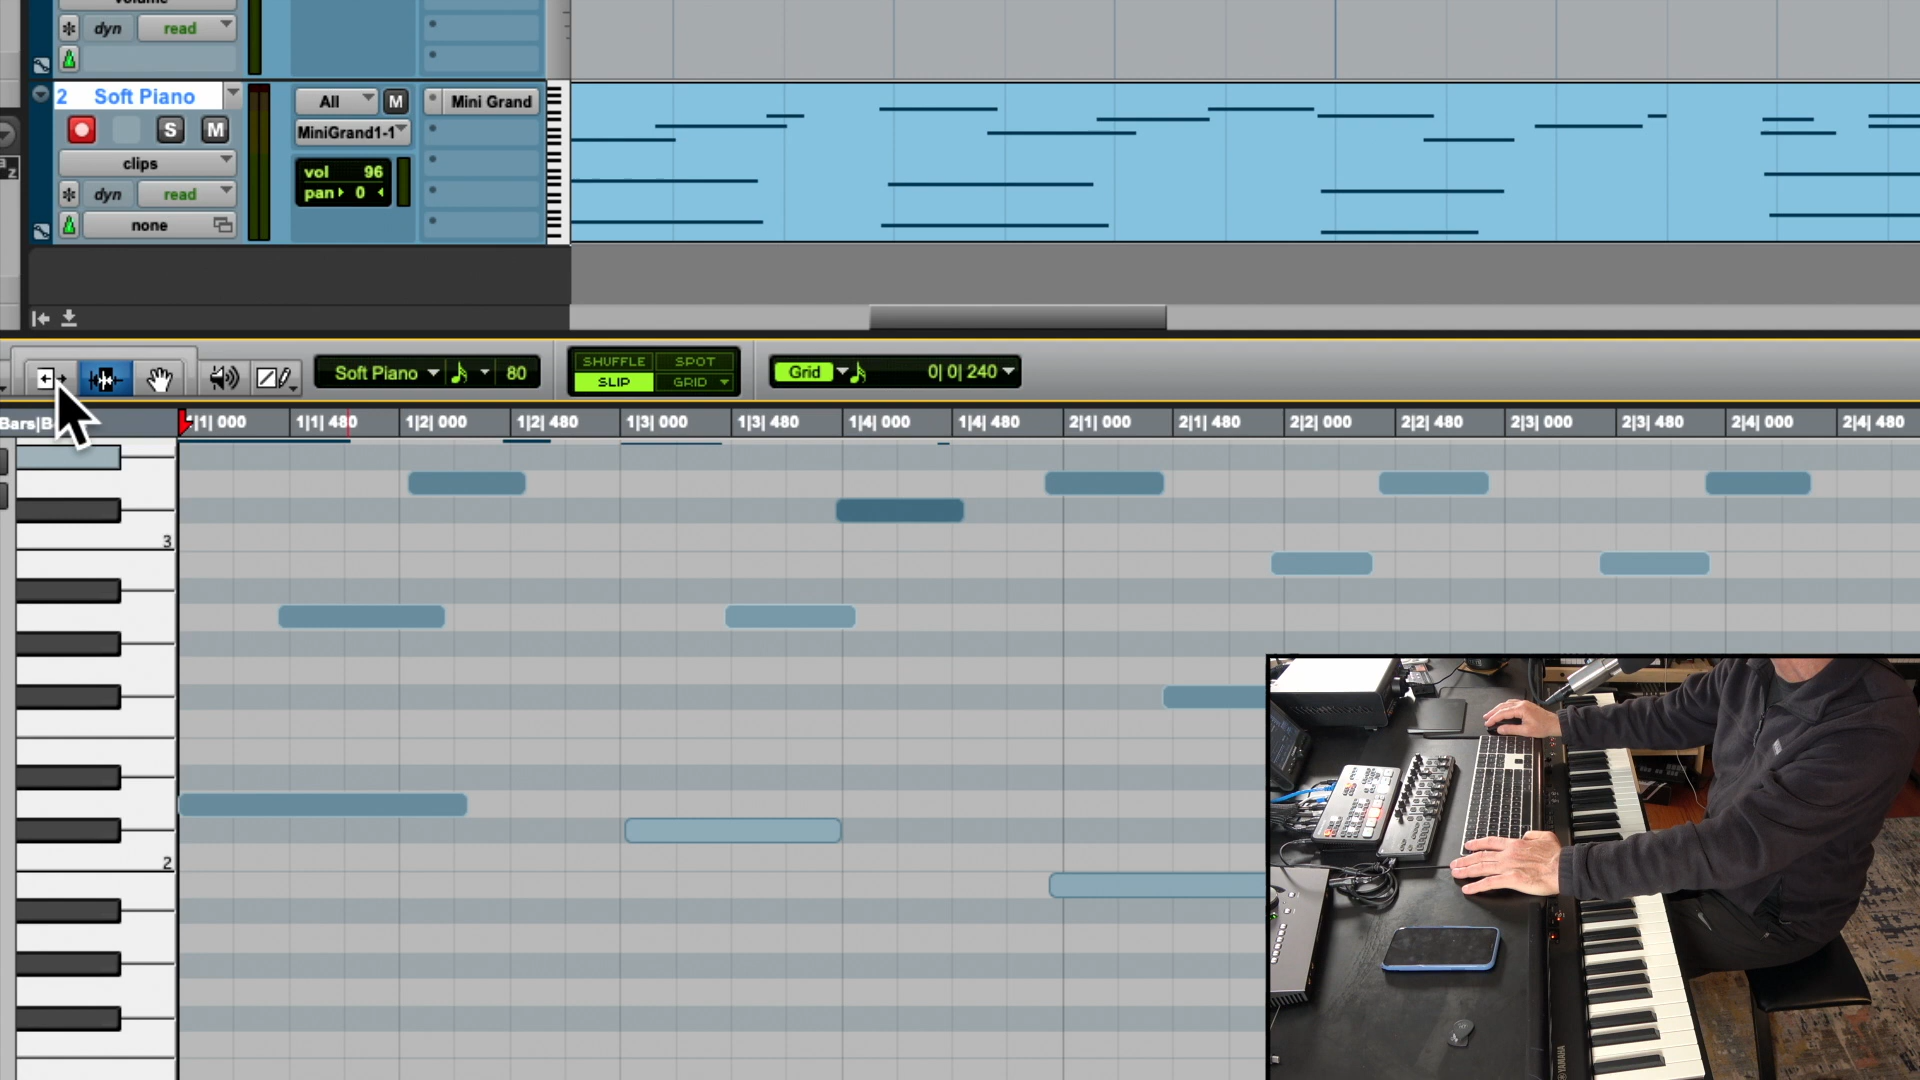 volume
dyn read
2 Soft Piano
All M Mini Grand
S M
MiniGrand1-1
clips
vol 96
pan 0
dyn read
none
a
z
Soft Piano 80
SHUFFLE SPOT
SLIP GRID
Grid 0| 0| 240
Bars|B
1|1| 000 1|1| 480 1|2| 000 1|2| 480 1|3| 000 1|3| 480 1|4| 000 1|4| 480 2|1| 000 2|1| 480 2|2| 000 2|2| 480 2|3| 000 2|3| 480 2|4| 000 2|4| 480
3
2
YAMAHA